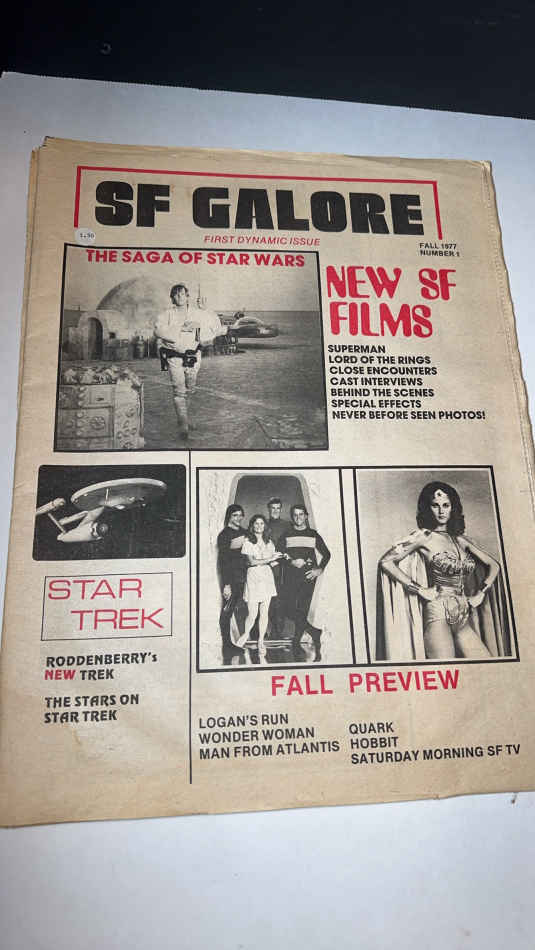 SF GALORE
1.50
FIRST DYNAMIC ISSUE
FALL 1977
NUMBER 1
THE SAGA OF STAR WARS
NEW SF
FILMS
SUPERMAN
LORD OF THE RINGS
CLOSE ENCOUNTERS
CAST INTERVIEWS
BEHIND THE SCENES
SPECIAL EFFECTS
NEVER BEFORE SEEN PHOTOS!
STAR
TREK
RODDENBERRY's
NEW TREK
THE STARS ON
STAR TREK
FALL PREVIEW
LOGAN'S RUN
WONDER WOMAN
MAN FROM ATLANTIS
QUARK
HOBBIT
SATURDAY MORNING SF TV